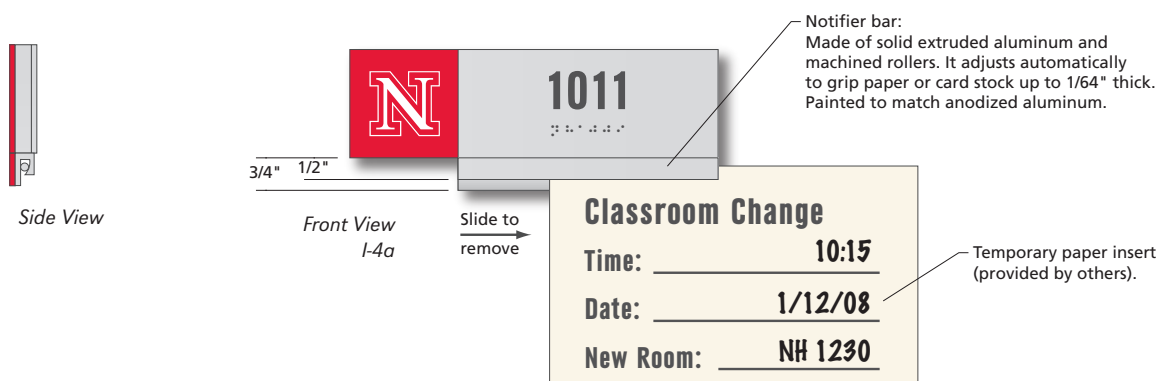 Notifier bar:
Made of solid extruded aluminum and
machined rollers. It adjusts automatically
to grip paper or card stock up to 1/64" thick.
Painted to match anodized aluminum.
N
1011
3/4" 1/2"
Side View
Front View
I-4a
Slide to
remove
Classroom Change
Time: 10:15
Date: 1/12/08
New Room: NH 1230
Temporary paper insert
(provided by others).